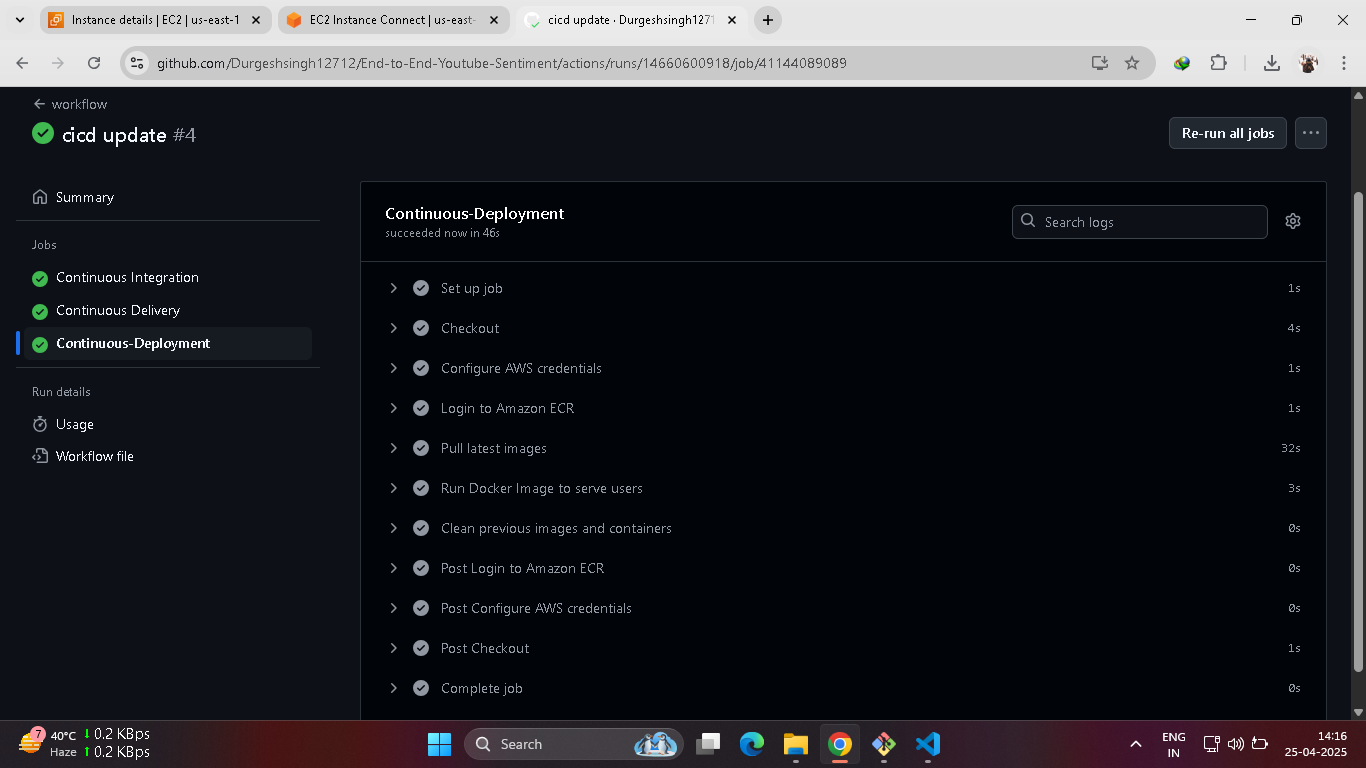 Instance details | EC2 | us-east-1
EC2 Instance Connect | us-east-
cicd update · Durgeshsingh1271
github.com/Durgeshsingh12712/End-to-End-Youtube-Sentiment/actions/runs/14660600918/job/41144089089
workflow
cicd update #4
Re-run all jobs
Summary
Jobs
Continuous Integration
Continuous Delivery
Continuous-Deployment
Run details
Usage
Workflow file
Continuous-Deployment
succeeded now in 46s
Search logs
Set up job 1s
Checkout 4s
Configure AWS credentials 1s
Login to Amazon ECR 1s
Pull latest images 32s
Run Docker Image to serve users 3s
Clean previous images and containers 0s
Post Login to Amazon ECR 0s
Post Configure AWS credentials 0s
Post Checkout 1s
Complete job 0s
7
40°C
Haze
0.2 KBps
0.2 KBps
Search
ENG
IN
14:16
25-04-2025